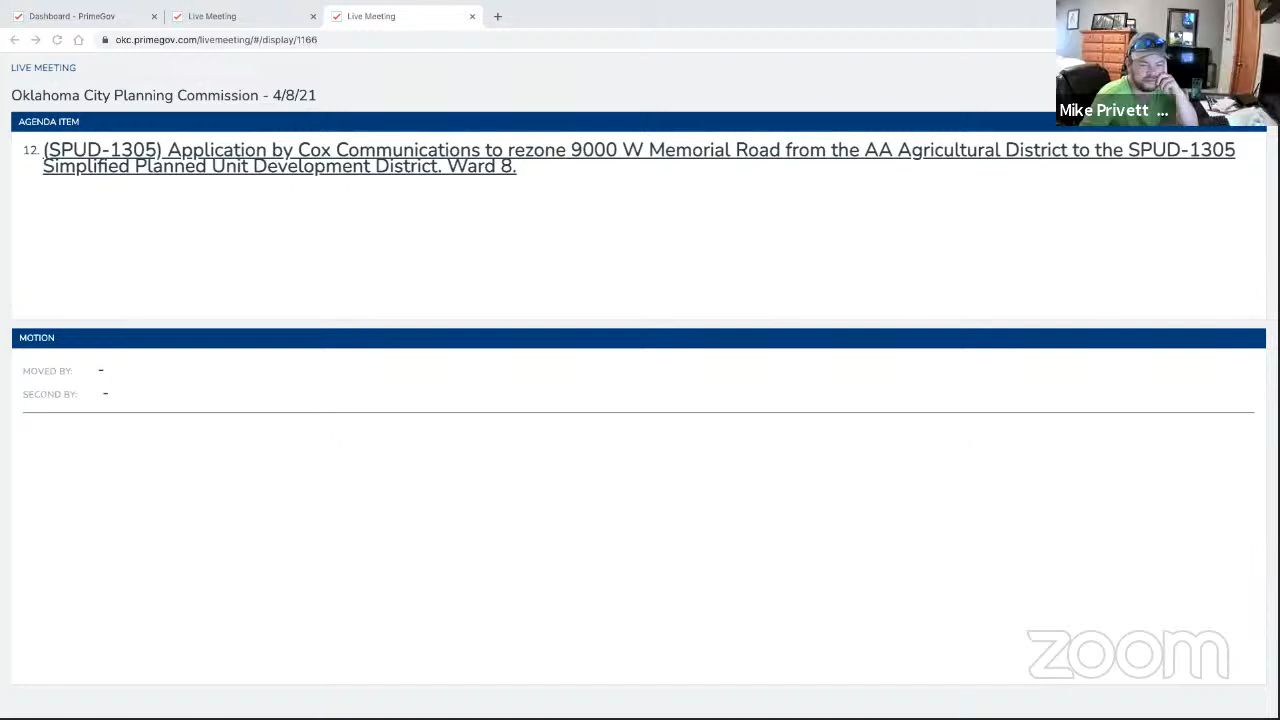 Dashboard - PrimeGov
Live Meeting
Live Meeting
okc.primegov.com/livemeeting/#/display/1166
LIVE MEETING
Oklahoma City Planning Commission - 4/8/21
Mike Privett ...
AGENDA ITEM
12. (SPUD-1305) Application by Cox Communications to rezone 9000 W Memorial Road from the AA Agricultural District to the SPUD-1305
Simplified Planned Unit Development District. Ward 8.
MOTION
MOVED BY: -
SECOND BY: -
zoom